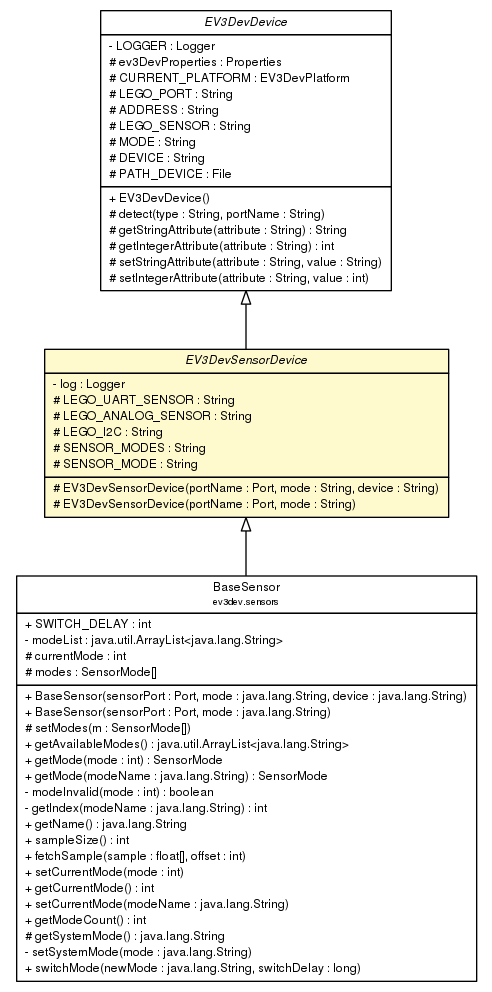 EV3DevDevice
- LOGGER : Logger
# ev3DevProperties : Properties
# CURRENT_PLATFORM : EV3DevPlatform
# LEGO_PORT : String
# ADDRESS : String
# LEGO_SENSOR : String
# MODE : String
# DEVICE : String
# PATH_DEVICE : File
+ EV3DevDevice()
# detect(type : String, portName : String)
# getStringAttribute(attribute : String) : String
# getIntegerAttribute(attribute : String) : int
# setStringAttribute(attribute : String, value : String)
# setIntegerAttribute(attribute : String, value : int)
EV3DevSensorDevice
- log : Logger
# LEGO_UART_SENSOR : String
# LEGO_ANALOG_SENSOR : String
# LEGO_I2C : String
# SENSOR_MODES : String
# SENSOR_MODE : String
# EV3DevSensorDevice(portName : Port, mode : String, device : String)
# EV3DevSensorDevice(portName : Port, mode : String)
BaseSensor
ev3dev.sensors
+ SWITCH_DELAY : int
- modeList : java.util.ArrayList<java.lang.String>
# currentMode : int
# modes : SensorMode[]
+ BaseSensor(sensorPort : Port, mode : java.lang.String, device : java.lang.String)
+ BaseSensor(sensorPort : Port, mode : java.lang.String)
# setModes(m : SensorMode[])
+ getAvailableModes() : java.util.ArrayList<java.lang.String>
+ getMode(mode : int) : SensorMode
+ getMode(modeName : java.lang.String) : SensorMode
- modeInvalid(mode : int) : boolean
- getIndex(modeName : java.lang.String) : int
+ getName() : java.lang.String
+ sampleSize() : int
+ fetchSample(sample : float[], offset : int)
+ setCurrentMode(mode : int)
+ getCurrentMode() : int
+ setCurrentMode(modeName : java.lang.String)
+ getModeCount() : int
# getSystemMode() : java.lang.String
- setSystemMode(mode : java.lang.String)
+ switchMode(newMode : java.lang.String, switchDelay : long)